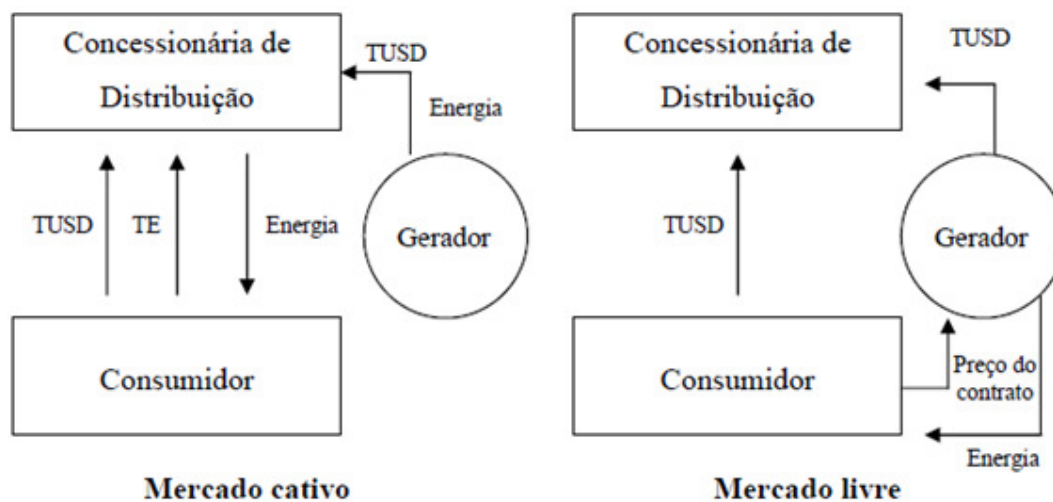 Concessionária de
Distribuição
TUSD
Energia
TUSD
TE
Energia
Gerador
Consumidor
Mercado cativo
Concessionária de
Distribuição
TUSD
TUSD
Gerador
Consumidor
Preço do
contrato
Energia
Mercado livre